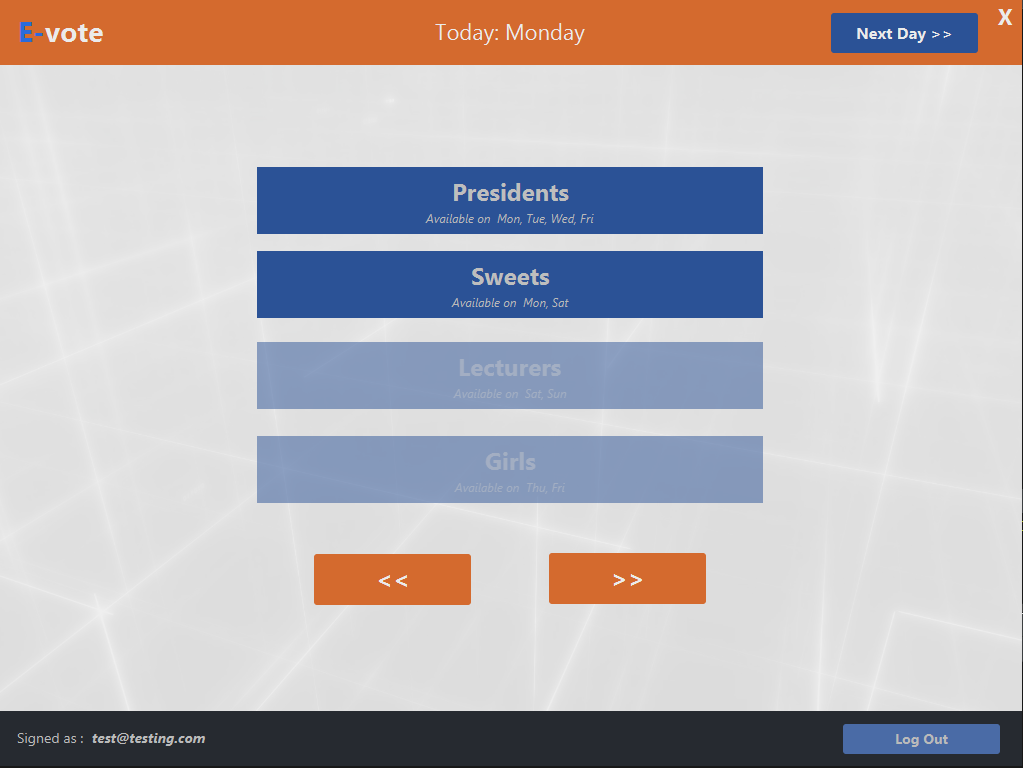 E-vote
Today: Monday
Next Day >>
X
Presidents
Available on  Mon, Tue, Wed, Fri
Sweets
Available on  Mon, Sat
Lecturers
Available on  Sat, Sun
Girls
Available on  Thu, Fri
<<
>>
Signed as :  test@testing.com
Log Out